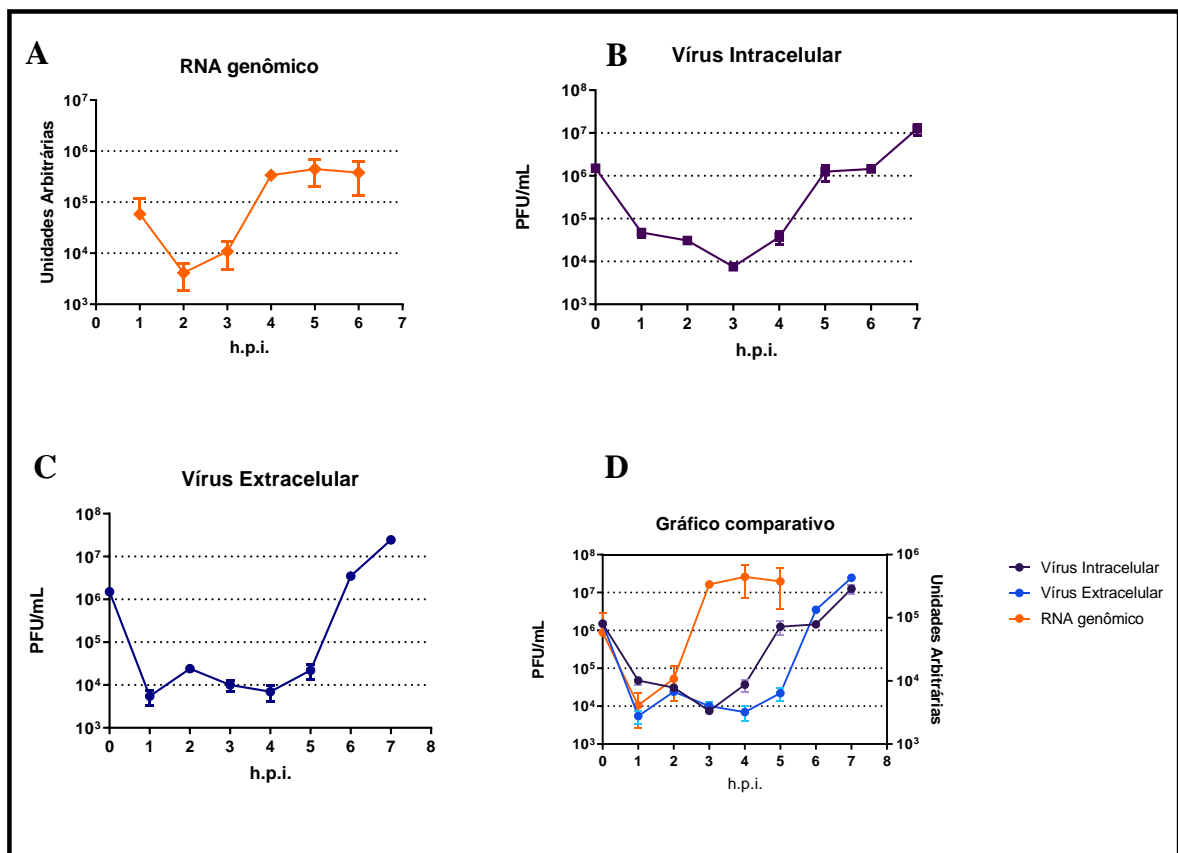 A
RNA genômico
Unidades Arbitrárias
10⁷
10⁶
10⁵
10⁴
10³
0 1 2 3 4 5 6 7
h.p.i.
B
Vírus Intracelular
PFU/mL
10⁸
10⁷
10⁶
10⁵
10⁴
10³
0 1 2 3 4 5 6 7
h.p.i.
C
Vírus Extracelular
PFU/mL
10⁸
10⁷
10⁶
10⁵
10⁴
10³
0 1 2 3 4 5 6 7 8
h.p.i.
D
Gráfico comparativo
PFU/mL
10⁸
10⁷
10⁶
10⁵
10⁴
10³
0 1 2 3 4 5 6 7 8
h.p.i.
10⁶
10⁵
10⁴
10³
Unidades Arbitrárias
Vírus Intracelular
Vírus Extracelular
RNA genômico